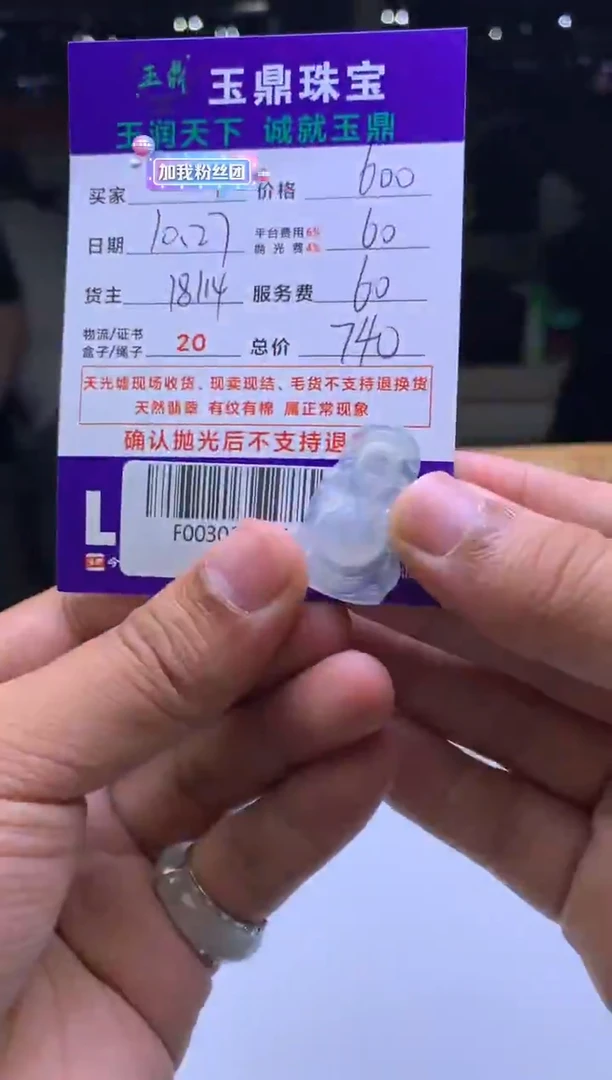 玉鼎 玉鼎珠宝
玉润天下 诚就玉鼎
加我粉丝团
买家 价格 600
日期 10.27 平台费用6% 抛光费4% 60
货主 18114 服务费 60
物流/证书 盒子/绳子 20 总价 740
天光墟现场收货、现卖现结、毛货不支持退换货
天然翡翠 有纹有棉 属正常现象
确认抛光后不支持退
L F0030
今